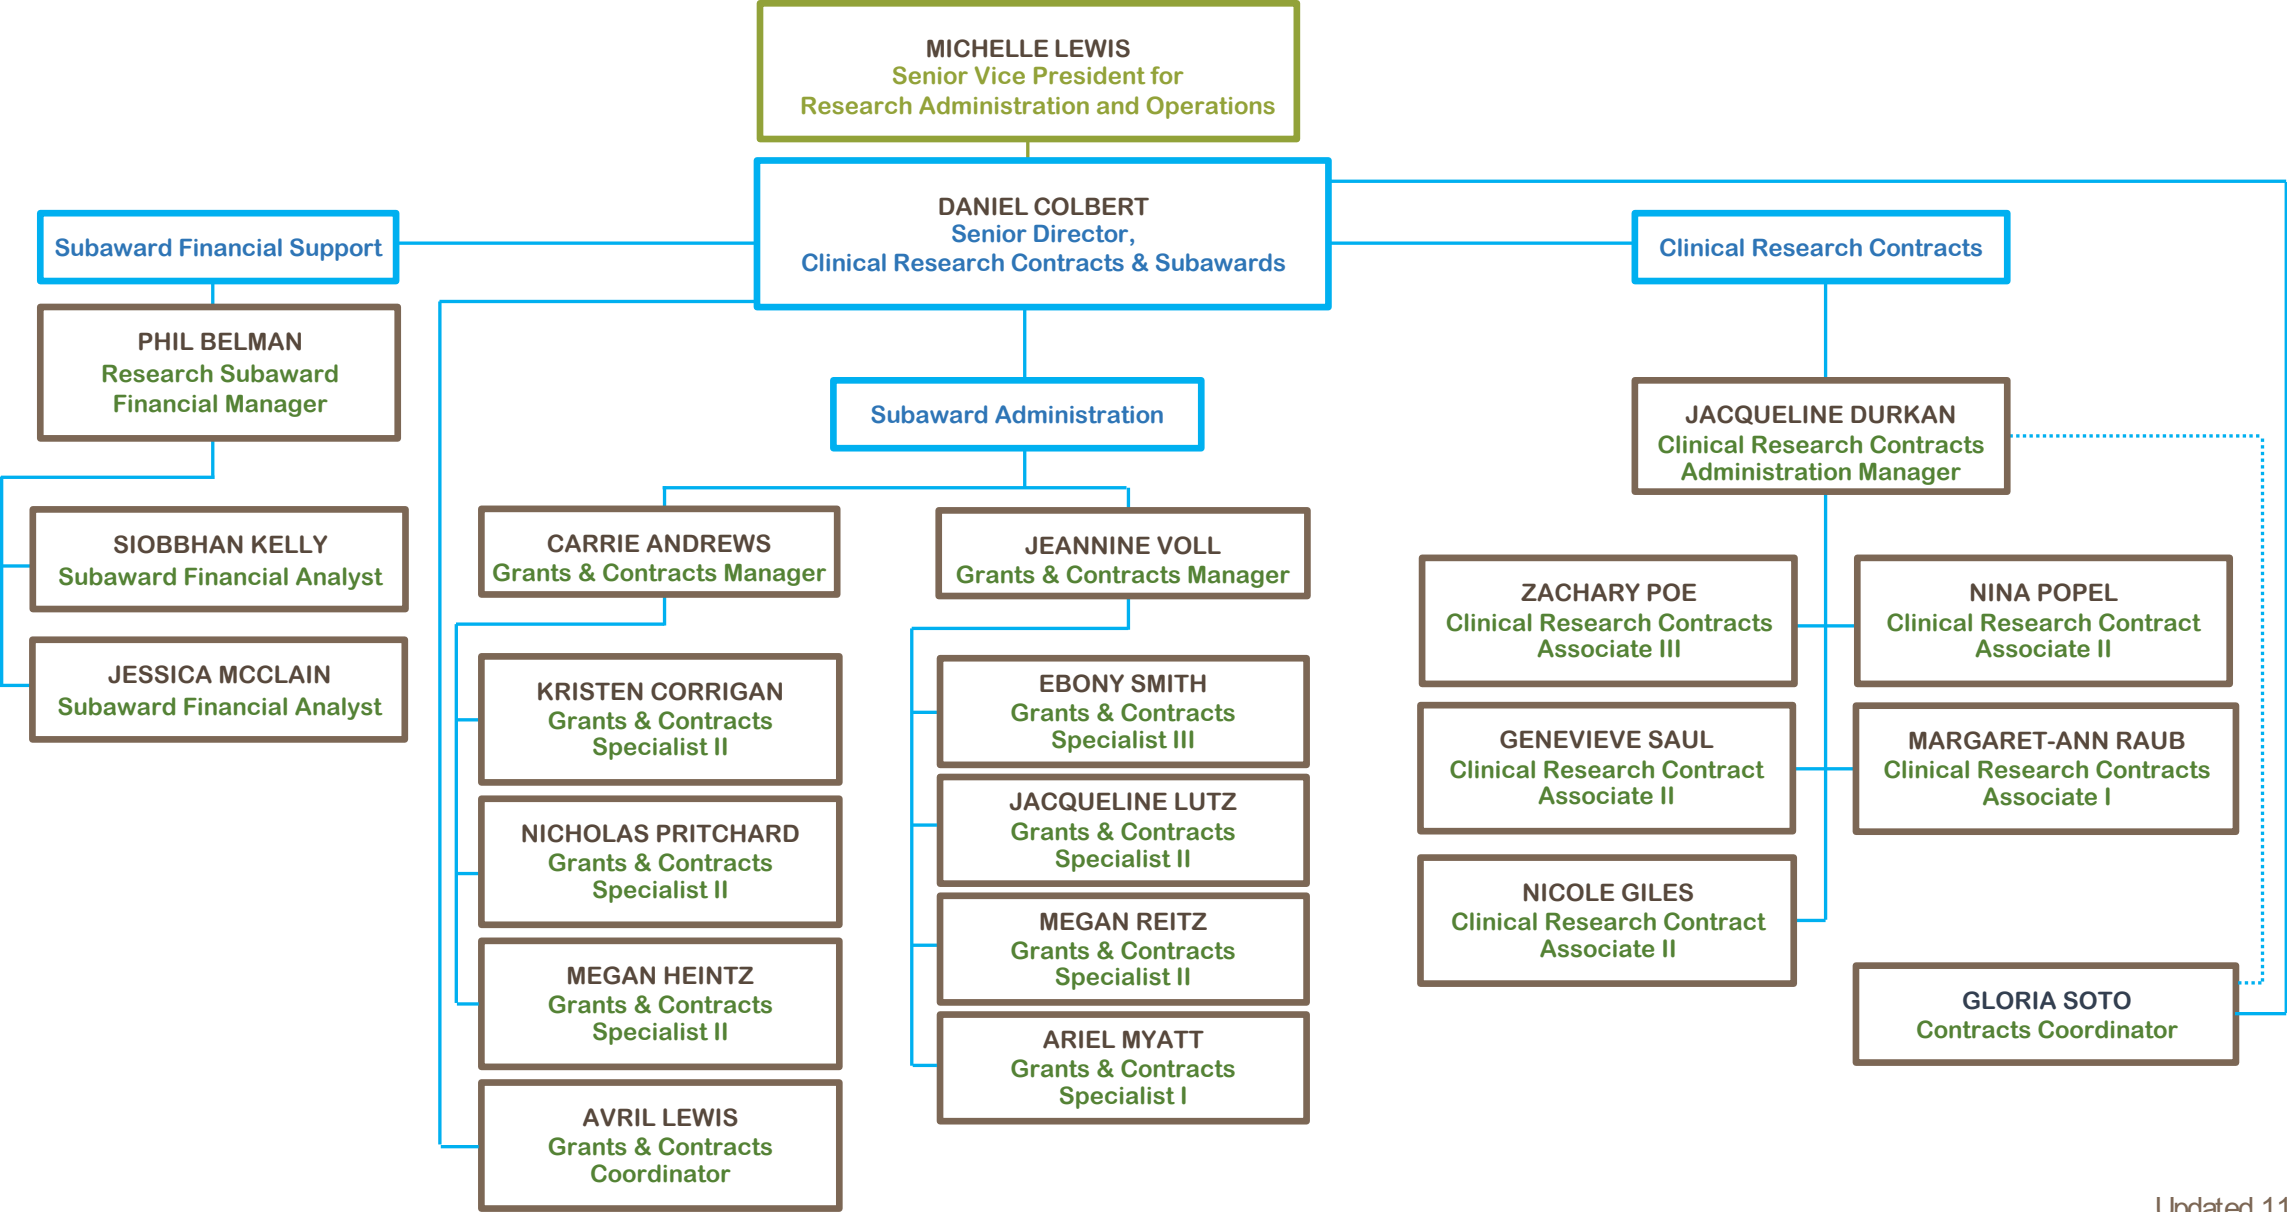 MICHELLE LEWIS
Senior Vice President for
Research Administration and Operations
DANIEL COLBERT
Senior Director,
Clinical Research Contracts & Subawards
Subaward Financial Support
Clinical Research Contracts
PHIL BELMAN
Research Subaward
Financial Manager
SIOBBHAN KELLY
Subaward Financial Analyst
JESSICA MCCLAIN
Subaward Financial Analyst
Subaward Administration
CARRIE ANDREWS
Grants & Contracts Manager
KRISTEN CORRIGAN
Grants & Contracts
Specialist II
NICHOLAS PRITCHARD
Grants & Contracts
Specialist II
MEGAN HEINTZ
Grants & Contracts
Specialist II
AVRIL LEWIS
Grants & Contracts
Coordinator
JEANNINE VOLL
Grants & Contracts Manager
EBONY SMITH
Grants & Contracts
Specialist III
JACQUELINE LUTZ
Grants & Contracts
Specialist II
MEGAN REITZ
Grants & Contracts
Specialist II
ARIEL MYATT
Grants & Contracts
Specialist I
JACQUELINE DURKAN
Clinical Research Contracts
Administration Manager
ZACHARY POE
Clinical Research Contracts
Associate III
NINA POPEL
Clinical Research Contract
Associate II
GENEVIEVE SAUL
Clinical Research Contract
Associate II
MARGARET-ANN RAUB
Clinical Research Contracts
Associate I
NICOLE GILES
Clinical Research Contract
Associate II
GLORIA SOTO
Contracts Coordinator
Updated 11